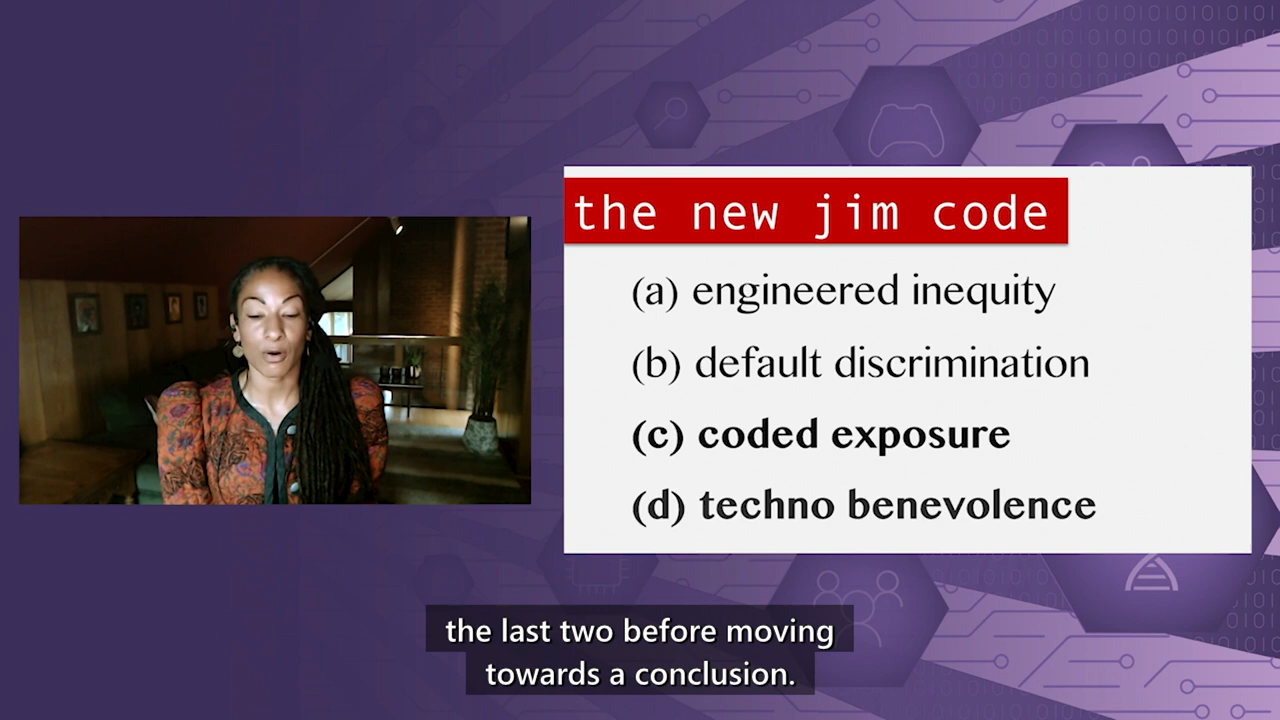 the new jim code
(a) engineered inequity
(b) default discrimination
(c) coded exposure
(d) techno benevolence
the last two before moving
towards a conclusion.